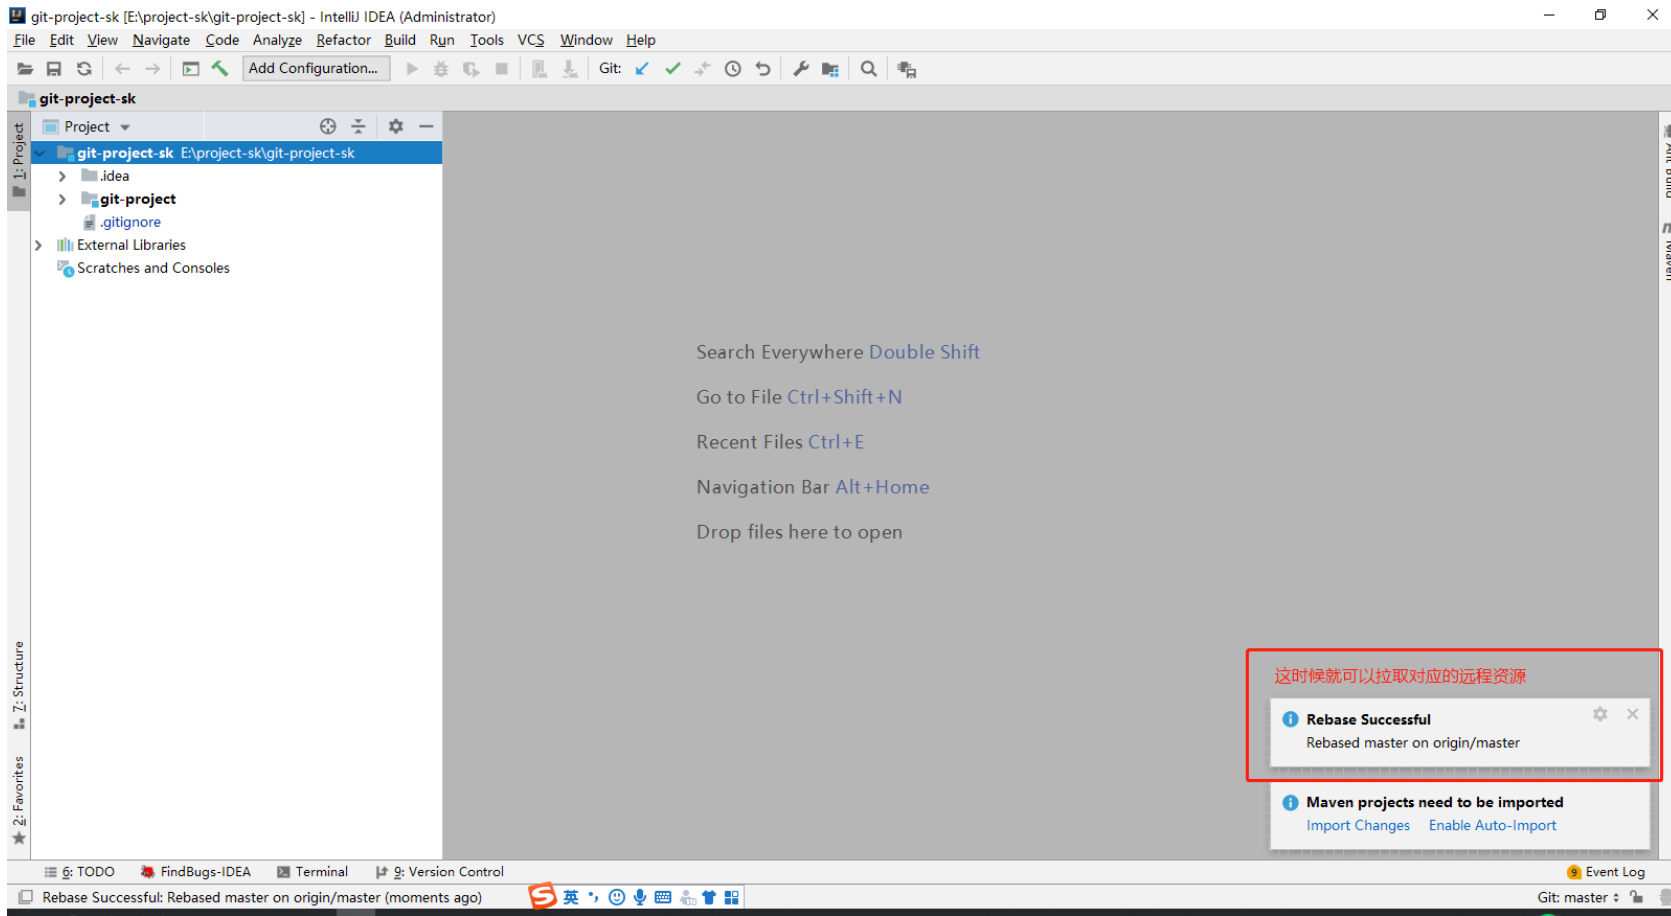 git-project-sk [E:\project-sk\git-project-sk] - IntelliJ IDEA (Administrator)
File Edit View Navigate Code Analyze Refactor Build Run Tools VCS Window Help
Add Configuration... Git:
git-project-sk
1: Project
Project
git-project-sk E:\project-sk\git-project-sk
.idea
git-project
.gitignore
External Libraries
Scratches and Consoles
Search Everywhere Double Shift
Go to File Ctrl+Shift+N
Recent Files Ctrl+E
Navigation Bar Alt+Home
Drop files here to open
Ant Build
Maven
7: Structure
2: Favorites
这时候就可以拉取对应的远程资源
Rebase Successful
Rebased master on origin/master
Maven projects need to be imported
Import Changes Enable Auto-Import
6: TODO FindBugs-IDEA Terminal 9: Version Control 9 Event Log
Rebase Successful: Rebased master on origin/master (moments ago) 英 Git: master